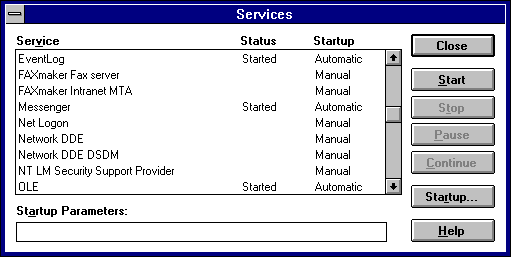 Services
Service Status Startup
EventLog Started Automatic
FAXmaker Fax server Manual
FAXmaker Intranet MTA Manual
Messenger Started Automatic
Net Logon Manual
Network DDE Manual
Network DDE DSDM Manual
NT LM Security Support Provider Manual
OLE Started Automatic
Startup Parameters:
Close
Start
Stop
Pause
Continue
Startup...
Help